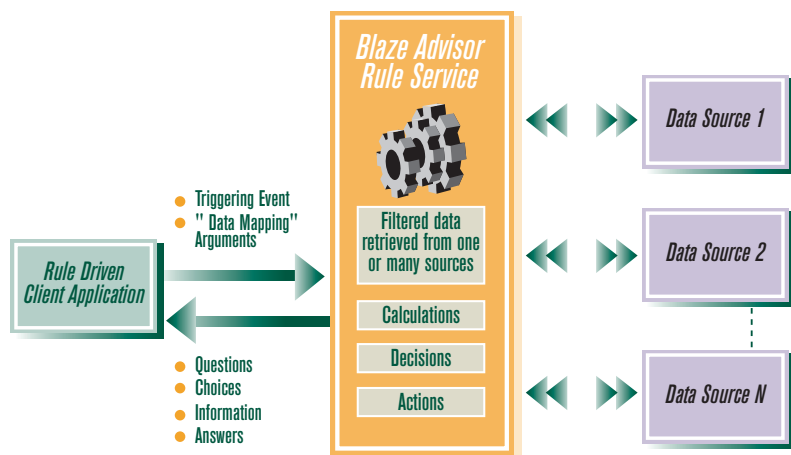 Blaze Advisor
Rule Service
Triggering Event
" Data Mapping"
Arguments
Rule Driven
Client Application
Questions
Choices
Information
Answers
Filtered data
retrieved from one
or many sources
Calculations
Decisions
Actions
Data Source 1
Data Source 2
Data Source N